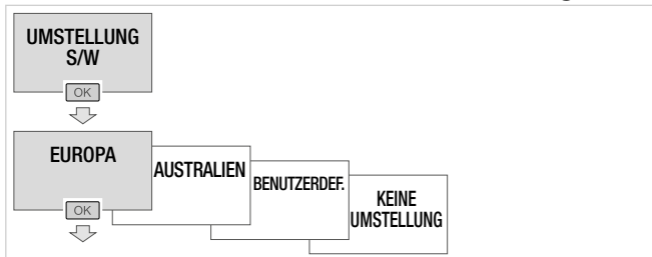 UMSTELLUNG
S/W
OK
EUROPA
AUSTRALIEN
BENUTZERDEF.
KEINE
UMSTELLUNG
OK